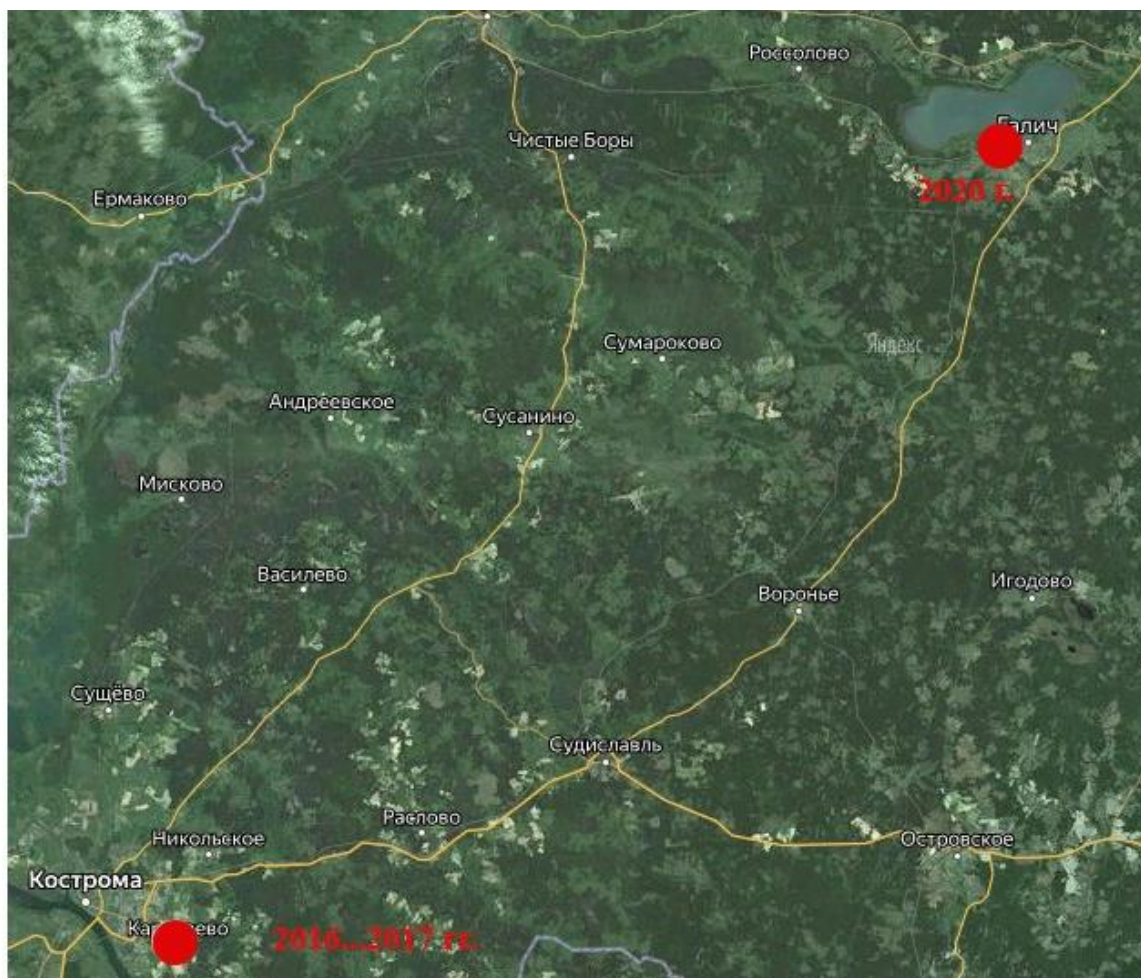 Россолово
Галич
Чистые Боры
2020 г.
Ермаково
Сумароково
Яндекс
Андреевское
Сусанино
Мисково
Василево
Воронье
Игодово
Сущёво
Судиславль
Раслово
Никольское
Островское
Кострома
2016...2017 гг.